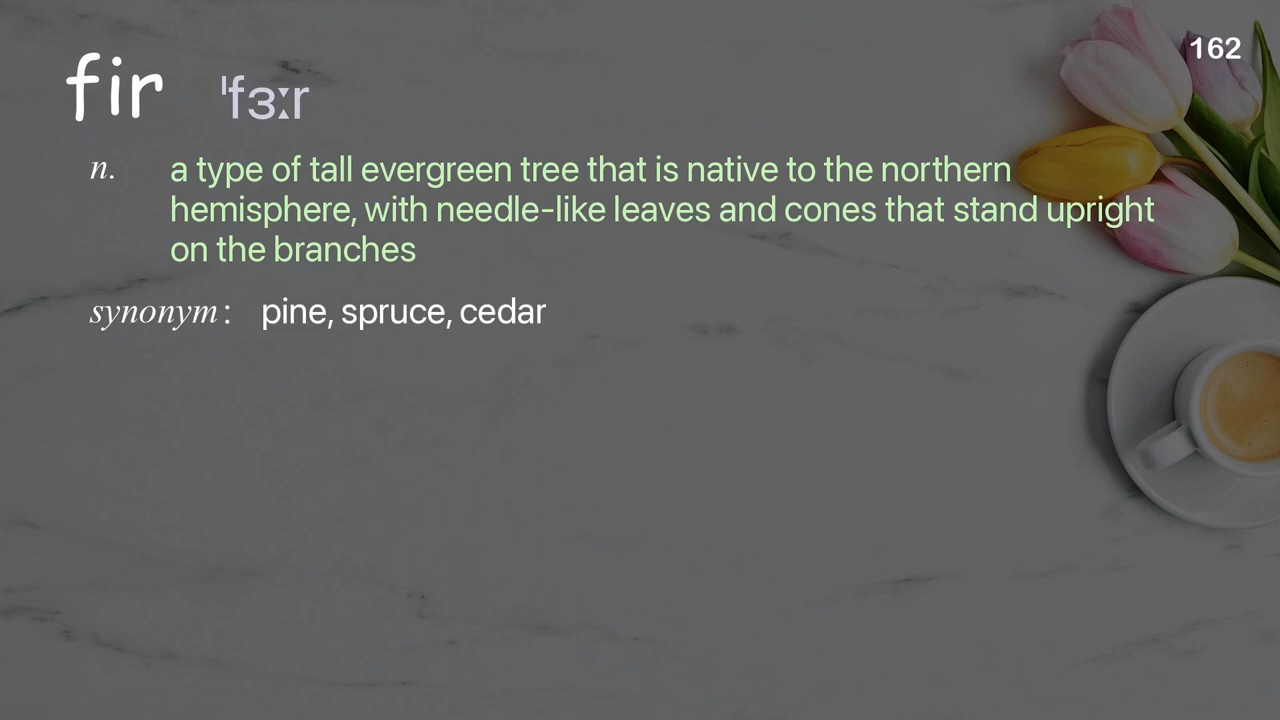 162
fir ˈfɜːr
n. a type of tall evergreen tree that is native to the northern
hemisphere, with needle-like leaves and cones that stand upright
on the branches
synonym: pine, spruce, cedar